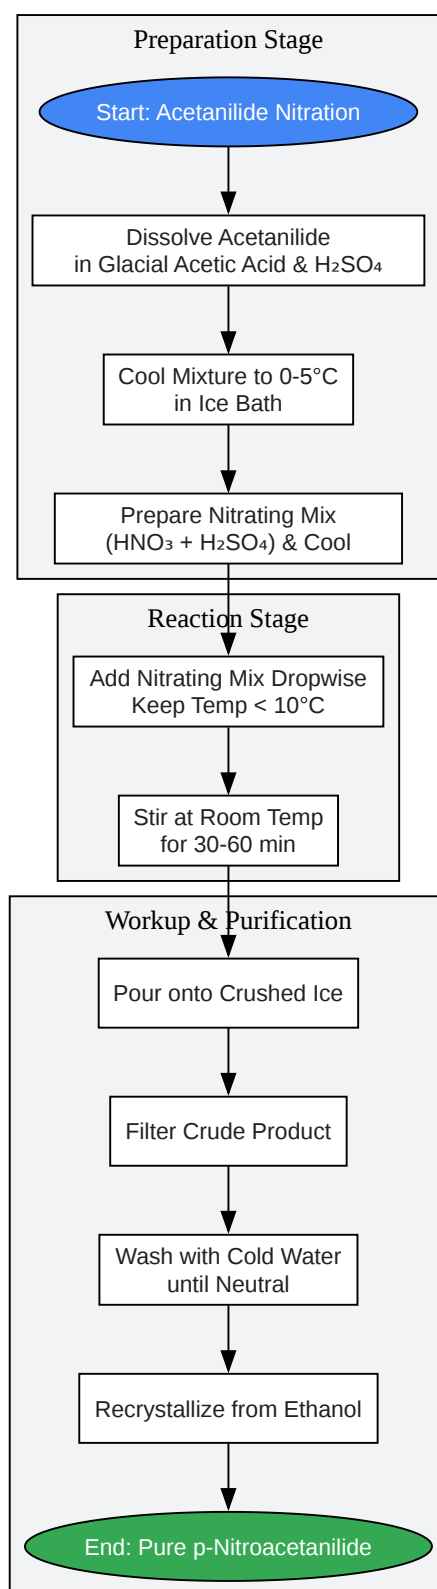 Preparation Stage
Start: Acetanilide Nitration
Dissolve Acetanilide
in Glacial Acetic Acid & H₂SO₄
Cool Mixture to 0-5°C
in Ice Bath
Prepare Nitrating Mix
(HNO₃ + H₂SO₄) & Cool
Reaction Stage
Add Nitrating Mix Dropwise
Keep Temp < 10°C
Stir at Room Temp
for 30-60 min
Workup & Purification
Pour onto Crushed Ice
Filter Crude Product
Wash with Cold Water
until Neutral
Recrystallize from Ethanol
End: Pure p-Nitroacetanilide